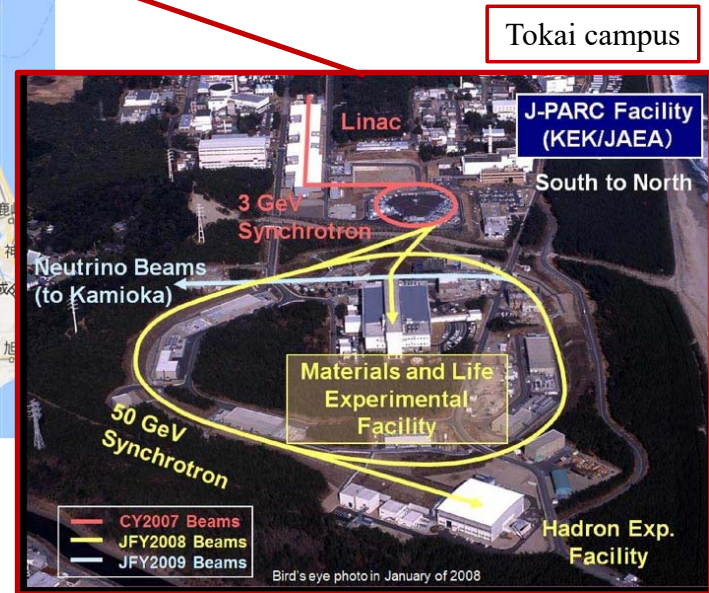 Tokai campus
J-PARC Facility
(KEK/JAEA)
South to North
Linac
3 GeV
Synchrotron
Neutrino Beams
(to Kamioka)
Materials and Life
Experimental
Facility
50 GeV
Synchrotron
Hadron Exp.
Facility
CY2007 Beams
JFY2008 Beams
JFY2009 Beams
Bird's eye photo in January of 2008